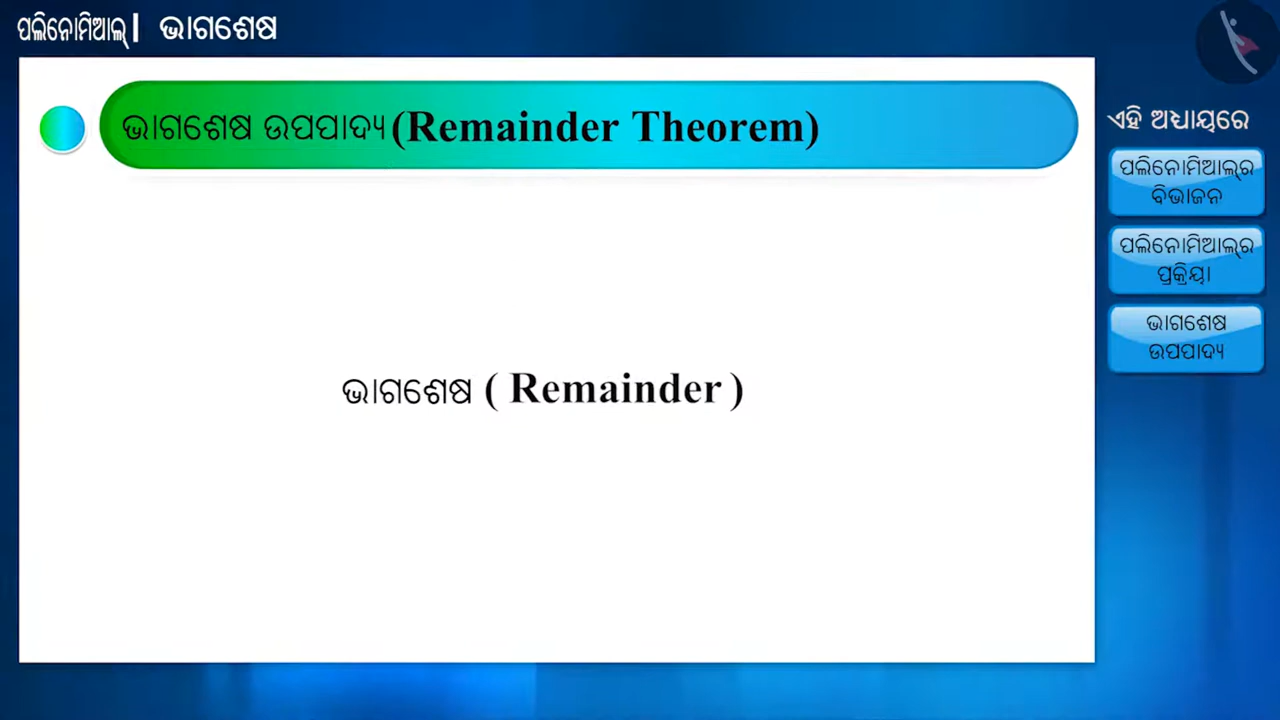 ପଲିନୋମିଆଲ୍ | ଭାଗଶେଷ
ଭାଗଶେଷ ଉପପାଦ୍ୟ (Remainder Theorem)
ଭାଗଶେଷ ( Remainder )
ଏହି ଅଧ୍ୟାୟରେ
ପଲିନୋମିଆଲ୍‌ର
ବିଭାଜନ
ପଲିନୋମିଆଲ୍‌ର
ପ୍ରକ୍ରିୟା
ଭାଗଶେଷ
ଉପପାଦ୍ୟ